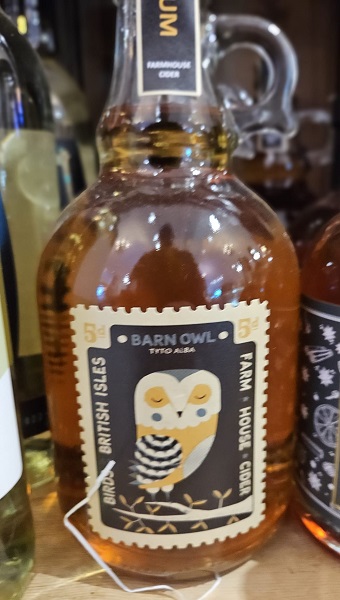 UM
FARMHOUSE
CIDER
5d
5d
BARN OWL
TYTO ALBA
BIRDS
BRITISH ISLES
FARM · HOUSE · CIDER